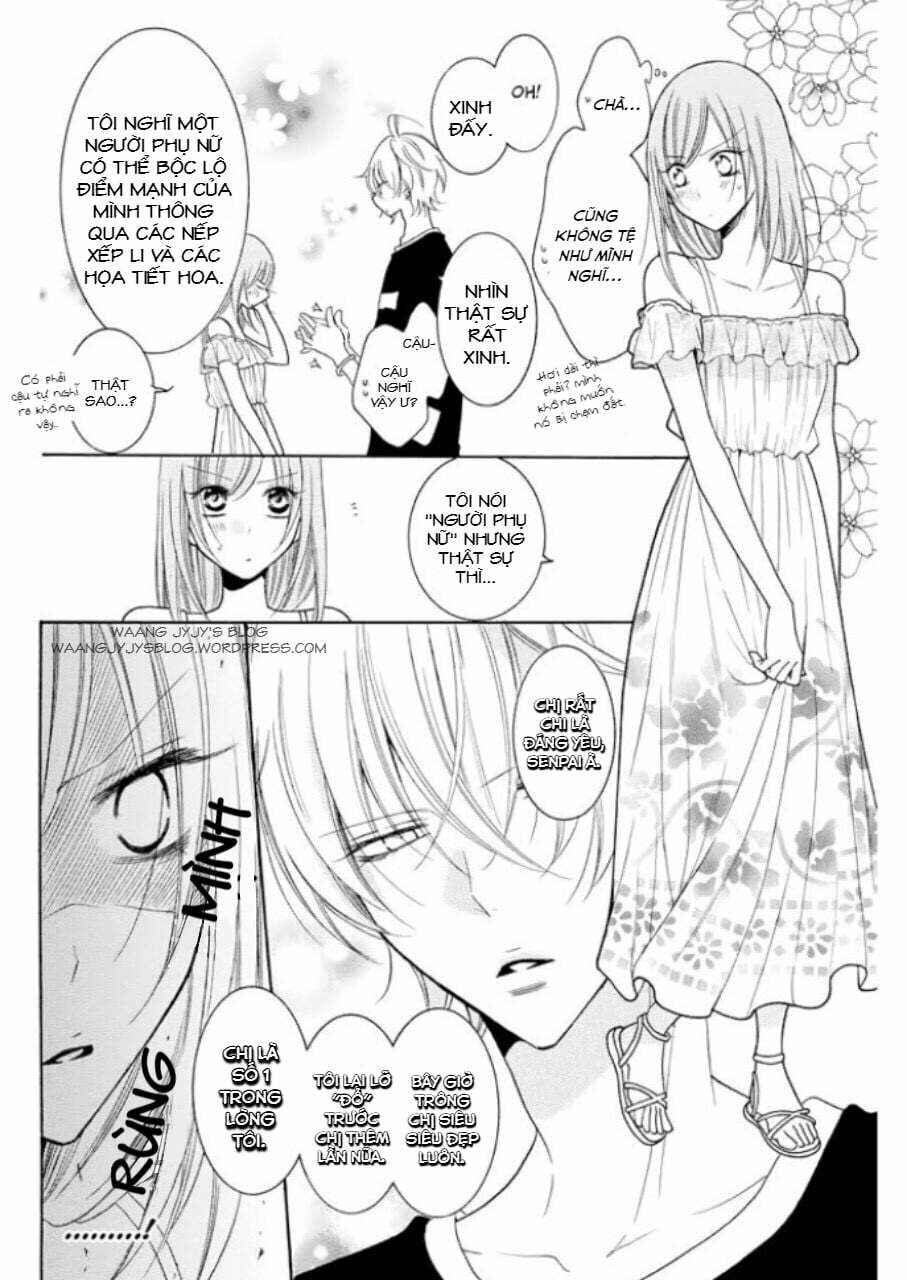 OH!
XINH
ĐẤY.
CHÀ...
CŨNG
KHÔNG TỆ
NHƯ MÌNH
NGHĨ...
Hơi dài thì
phải? mình
không muốn
nó bị chạm đất.
NHÌN
THẬT SỰ
RẤT
XINH.
CẬU-
CẬU
NGHĨ
VẬY Ư?
TÔI NGHĨ MỘT
NGƯỜI PHỤ NỮ
CÓ THỂ BỘC LỘ
ĐIỂM MẠNH CỦA
MÌNH THÔNG
QUA CÁC NẾP
XẾP LI VÀ CÁC
HỌA TIẾT HOA.
THẬT
SAO...?
Có phải
cậu tự nghĩ
ra không
vậy...
TÔI NÓI
"NGƯỜI PHỤ
NỮ" NHƯNG
THẬT SỰ
THÌ...
WAANG JYJY'S BLOG
WAANGJYJYSBLOG.WORDPRESS.COM
CHỊ RẤT
CHI LÀ
ĐÁNG YÊU,
SENPAI Ạ.
BÂY GIỜ
TRÔNG
CHỊ SIÊU
SIÊU ĐẸP
LUÔN.
TÔI LẠI LỠ
"ĐỔ"
TRƯỚC
CHỊ THÊM
LẦN NỮA.
CHỊ LÀ
SỐ 1
TRONG
LÒNG
TÔI.
RÙNG
MÌNH
..........!